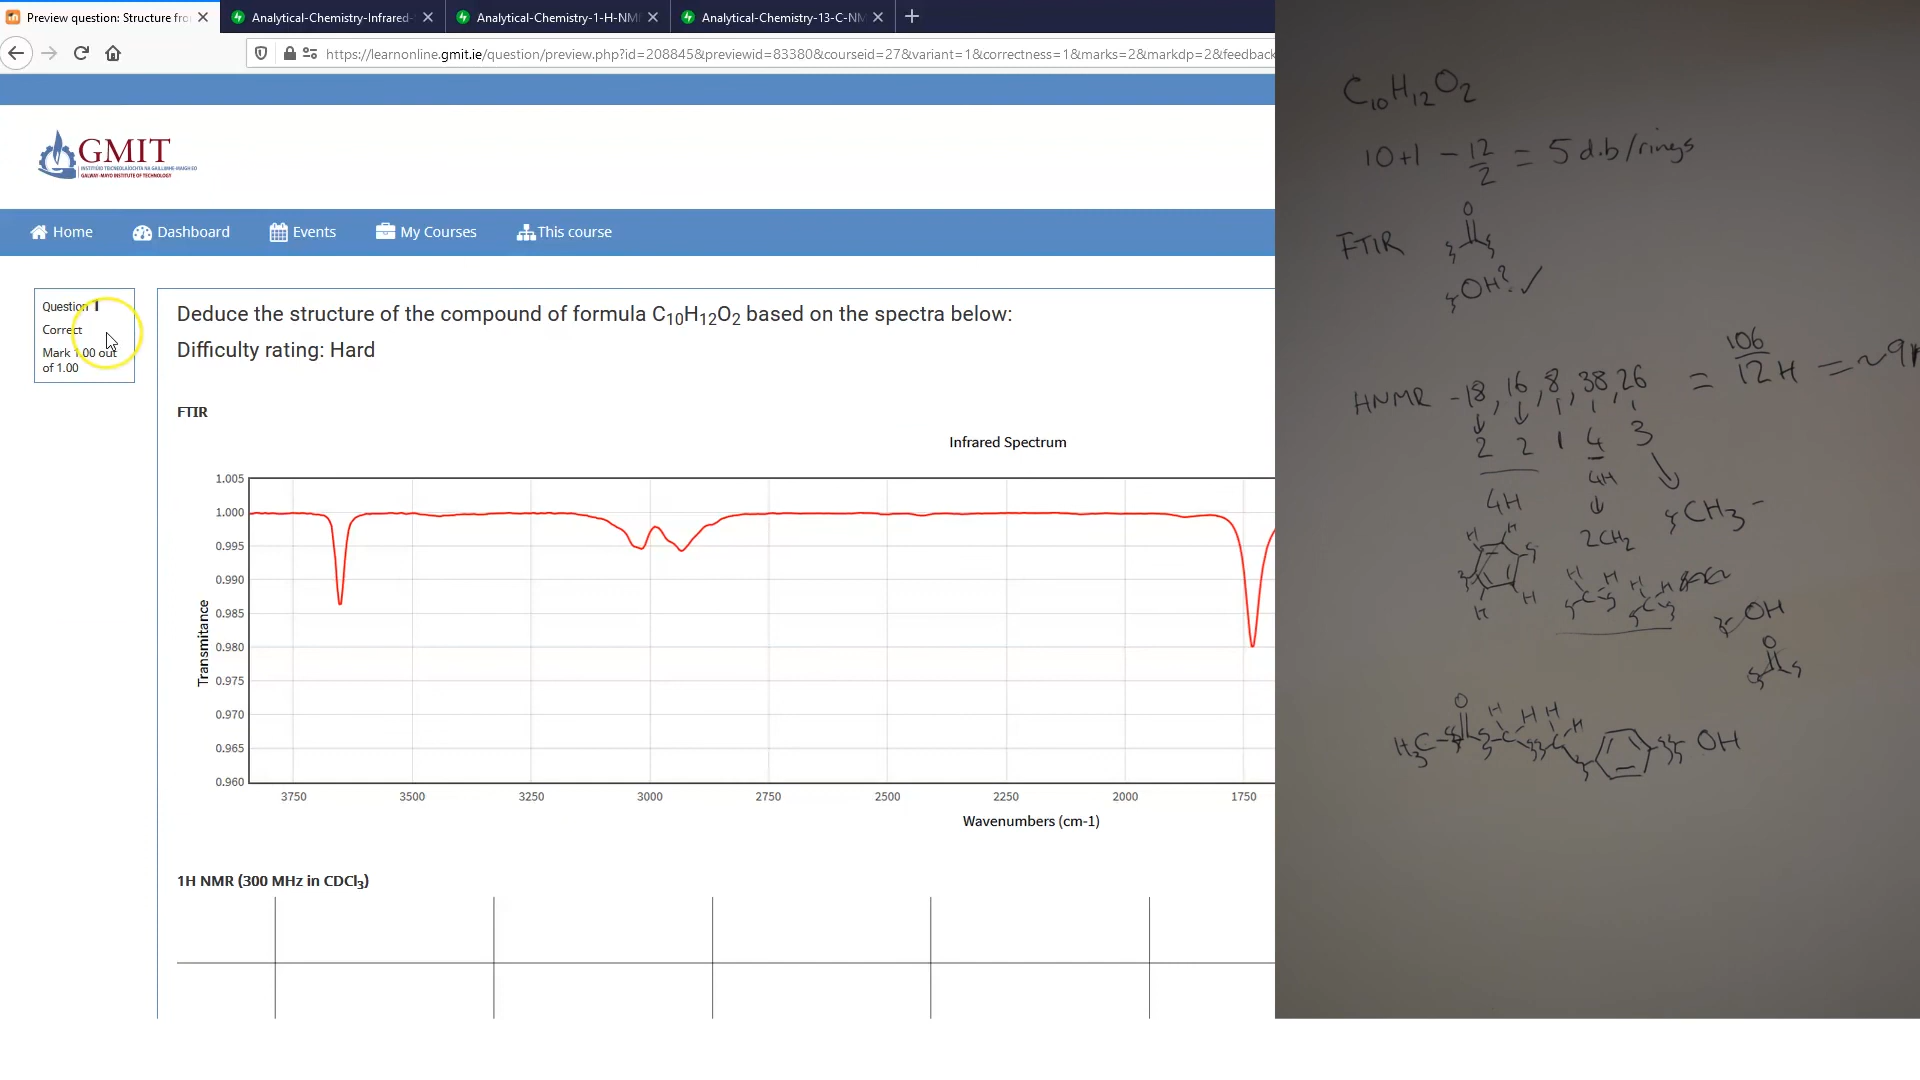 Preview question: Structure fro
Analytical-Chemistry-Infrared-
Analytical-Chemistry-1-H-NM
Analytical-Chemistry-13-C-NM
https://learnonline.gmit.ie/question/preview.php?id=208845&previewid=83380&courseid=27&variant=1&correctness=1&marks=2&markdp=2&feedback
GMIT
GALWAY-MAYO INSTITUTE OF TECHNOLOGY
Home
Dashboard
Events
My Courses
This course
Question 1
Correct
Mark 1.00 out
of 1.00
Deduce the structure of the compound of formula C10H12O2 based on the spectra below:
Difficulty rating: Hard
FTIR
Infrared Spectrum
Transmitance
1.005
1.000
0.995
0.990
0.985
0.980
0.975
0.970
0.965
0.960
3750 3500 3250 3000 2750 2500 2250 2000 1750
Wavenumbers (cm-1)
1H NMR (300 MHz in CDCl3)
C10H12O2
10+1 - 12/2 = 5 d.b/rings
O
FTIR
OH? ✓
HNMR - 18, 16, 8, 38, 26 = 106/12H = ~9
2 2 1 4 3
4H
4H
CH3
2CH2
H H
H H
H H H H
OH
O
O H H H H
H3C C C OH